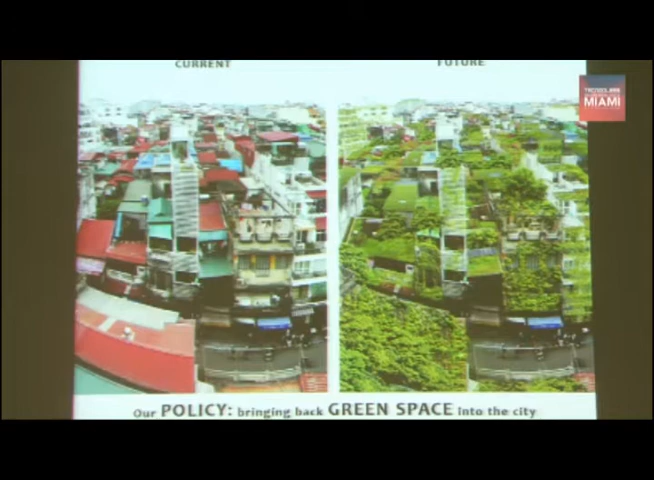 CURRENT
FUTURE
MIAMI
Our POLICY: bringing back GREEN SPACE into the city